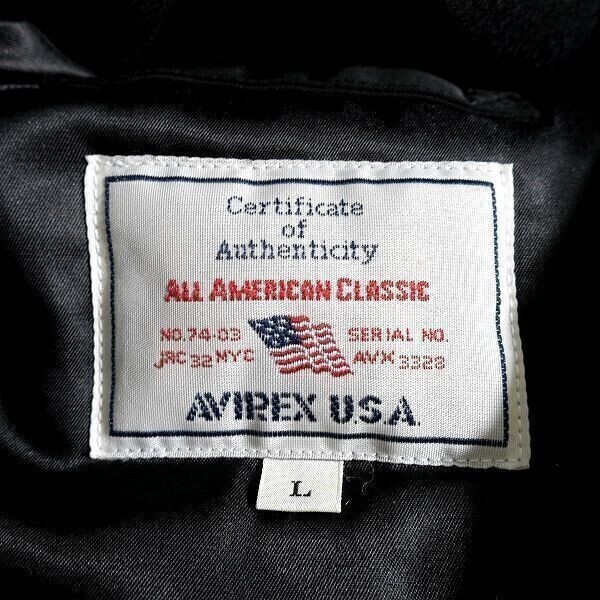 Certificate
of
Authenticity
ALL AMERICAN CLASSIC
NO. 74-03 SERIAL NO.
JRC 32 NYC AVX 3328
AVIREX U.S.A.
L